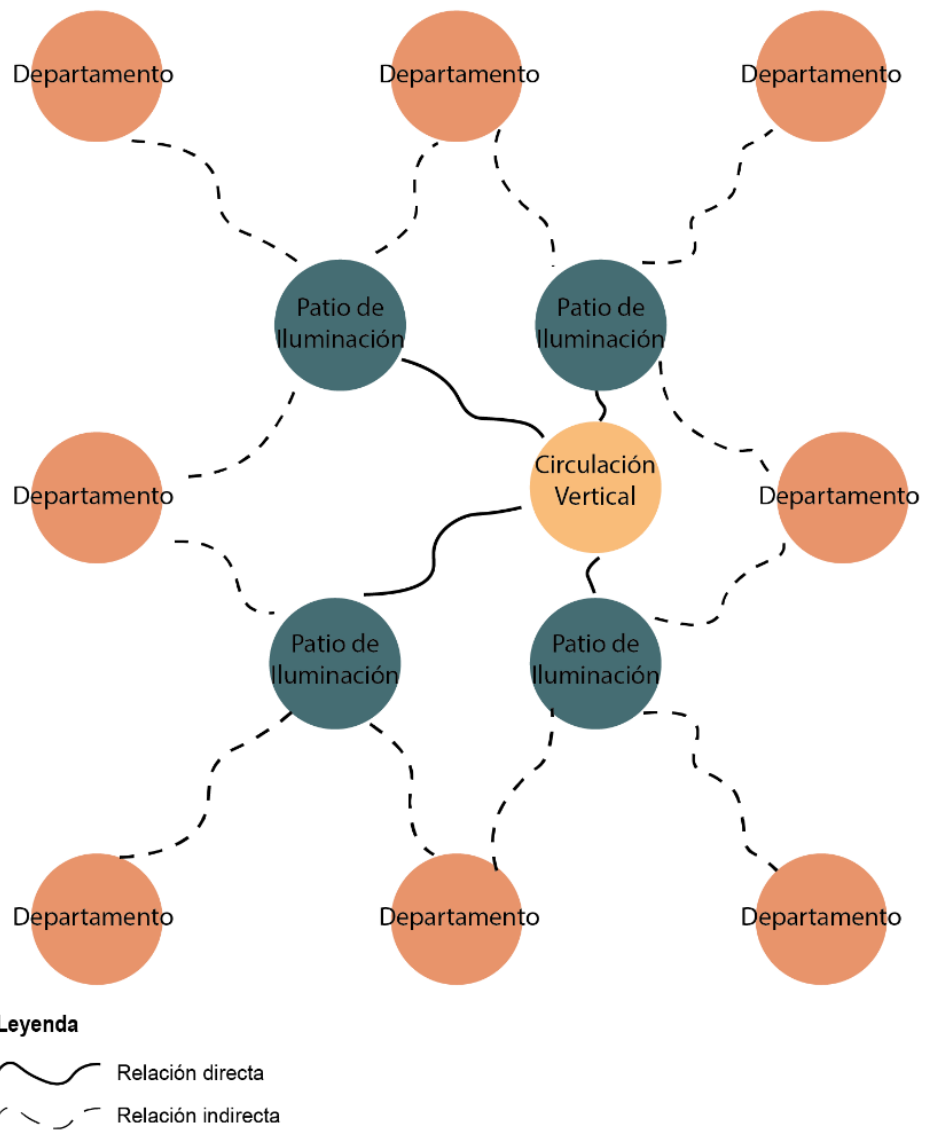 Departamento
Departamento
Departamento
Patio de
Iluminación
Patio de
Iluminación
Circulación
Vertical
Departamento
Departamento
Patio de
Iluminación
Patio de
Iluminación
Departamento
Departamento
Departamento
Leyenda
Relación directa
Relación indirecta